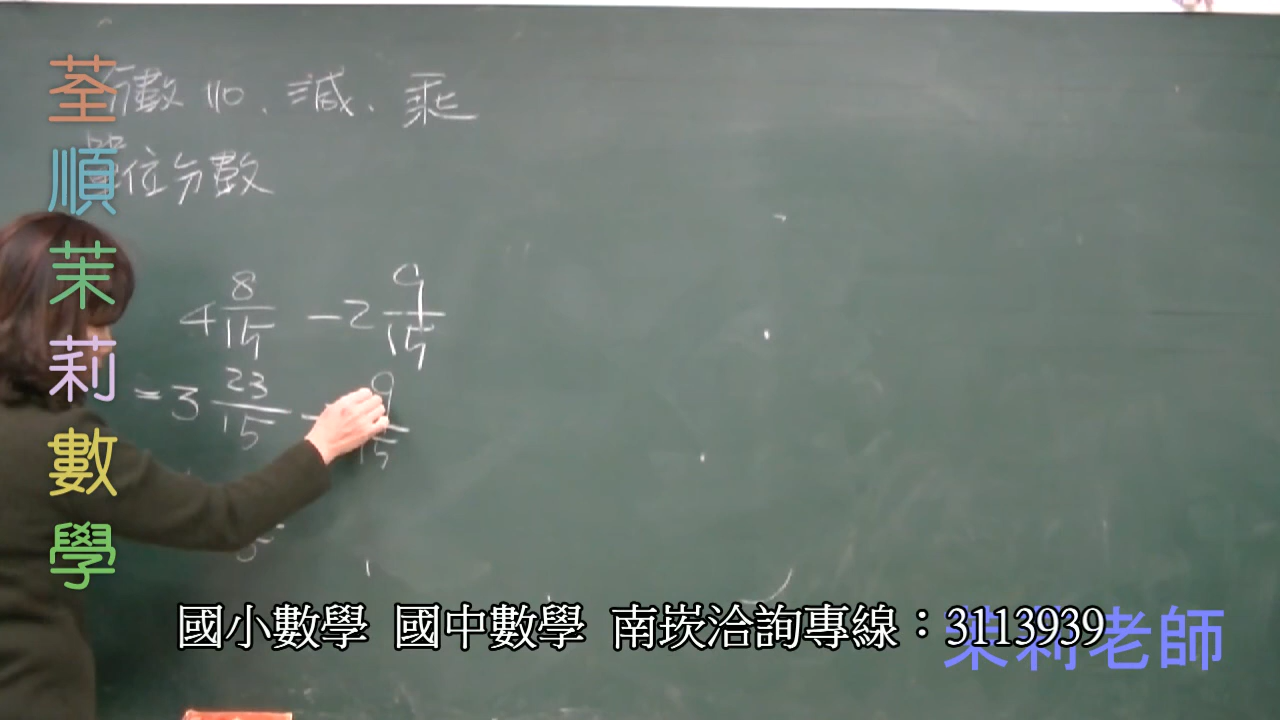 分數加、減、乘
單位分數
4 8/15 - 2 9/15
= 3 23/15 - 9/15
荃順茉莉數學
國小數學 國中數學 南崁洽詢專線：3113939
茉莉老師